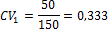 CV₁ = 50/150 = 0,333